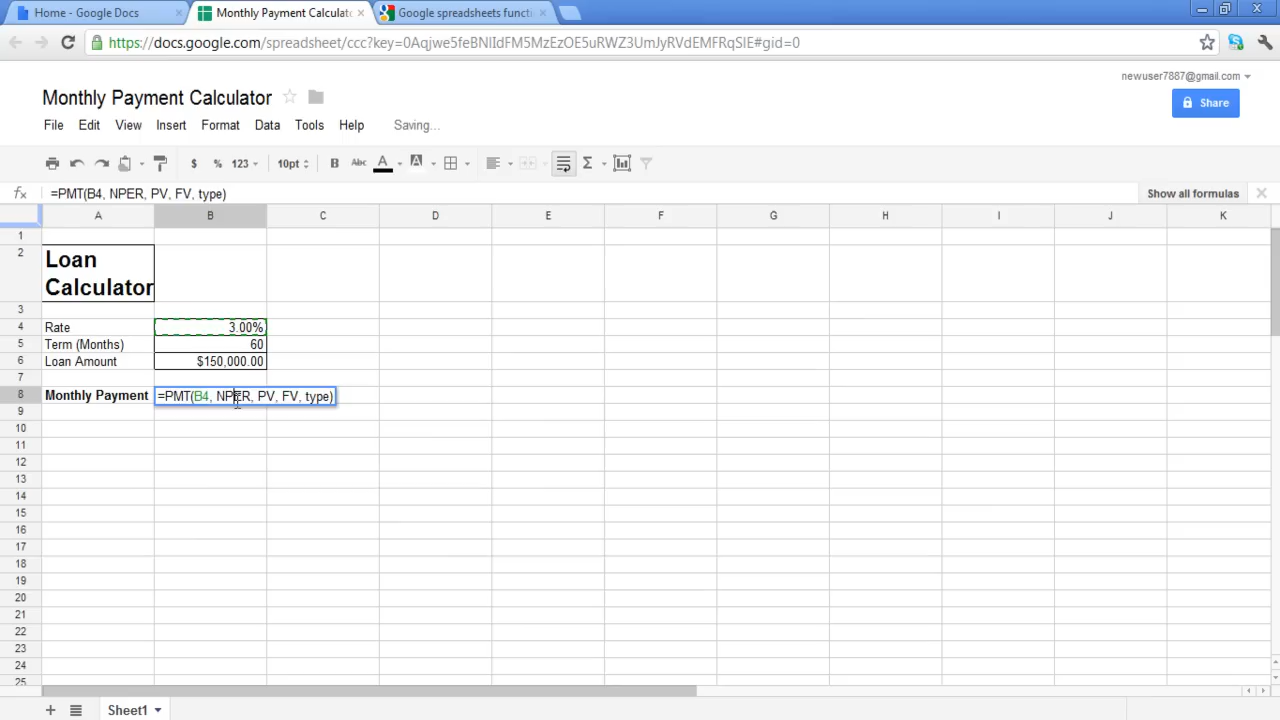 Home - Google Docs
Monthly Payment Calculato
Google spreadsheets functi
https://docs.google.com/spreadsheet/ccc?key=0Aqjwe5feBNlIdFM5MzEzOE5uRWZ3UmJyRVdEMFRqSlE#gid=0
newuser7887@gmail.com
Monthly Payment Calculator
Share
File Edit View Insert Format Data Tools Help Saving...
$ % 123 10pt B Abc A A Σ
fx =PMT(B4, NPER, PV, FV, type) Show all formulas
A B C D E F G H I J K
1
2 Loan
Calculator
3
4 Rate 3.00%
5 Term (Months) 60
6 Loan Amount $150,000.00
7
8 Monthly Payment =PMT(B4, NPER, PV, FV, type)
9
10
11
12
13
14
15
16
17
18
19
20
21
22
23
24
25
Sheet1